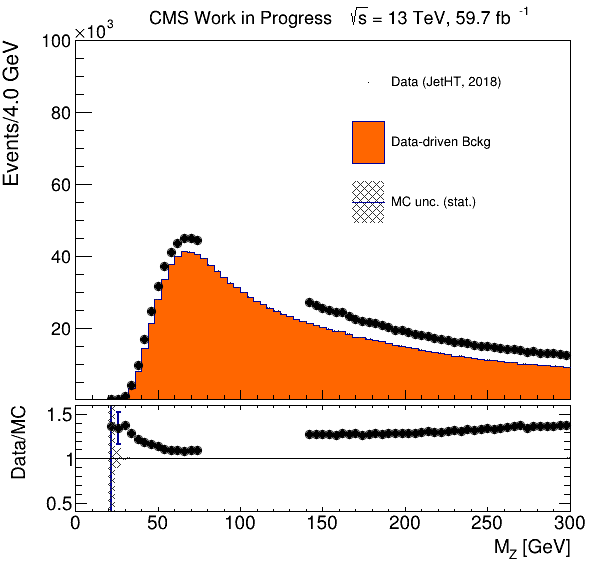 CMS Work in Progress √s = 13 TeV, 59.7 fb⁻¹
×10³
Events/4.0 GeV
100
80
60
40
20
Data (JetHT, 2018)
Data-driven Bckg
MC unc. (stat.)
Data/MC
1.5
1
0.5
0 50 100 150 200 250 300
M_Z [GeV]